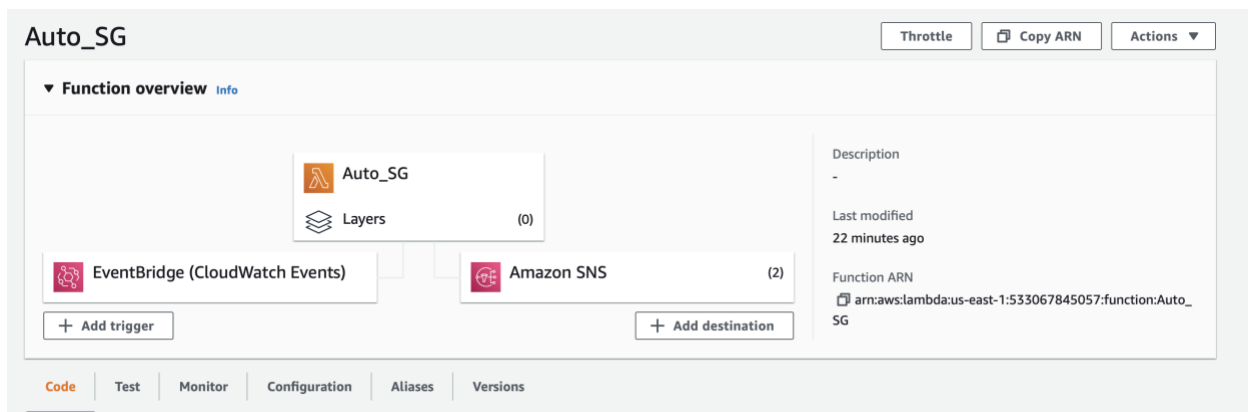 Auto_SG
Throttle
Copy ARN
Actions
Function overview Info
Auto_SG
Layers (0)
EventBridge (CloudWatch Events)
Amazon SNS (2)
+ Add trigger
+ Add destination
Description
-
Last modified
22 minutes ago
Function ARN
arn:aws:lambda:us-east-1:533067845057:function:Auto_
SG
Code
Test
Monitor
Configuration
Aliases
Versions